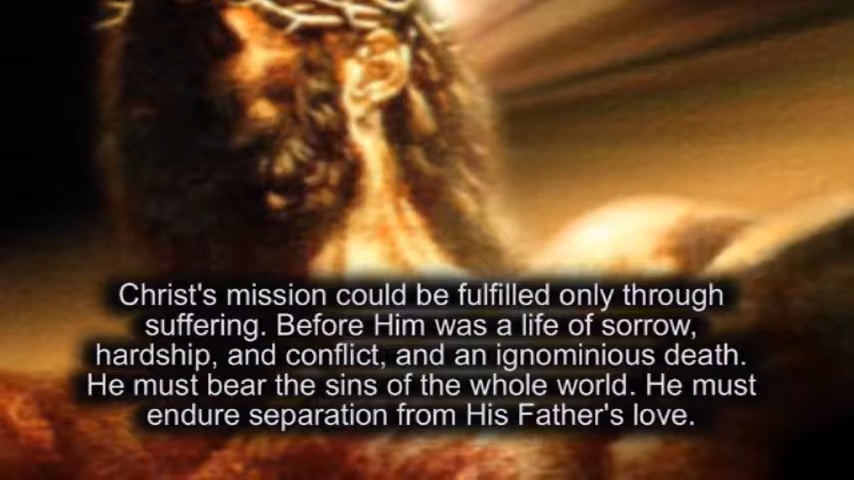 Christ's mission could be fulfilled only through
suffering. Before Him was a life of sorrow,
hardship, and conflict, and an ignominious death.
He must bear the sins of the whole world. He must
endure separation from His Father's love.